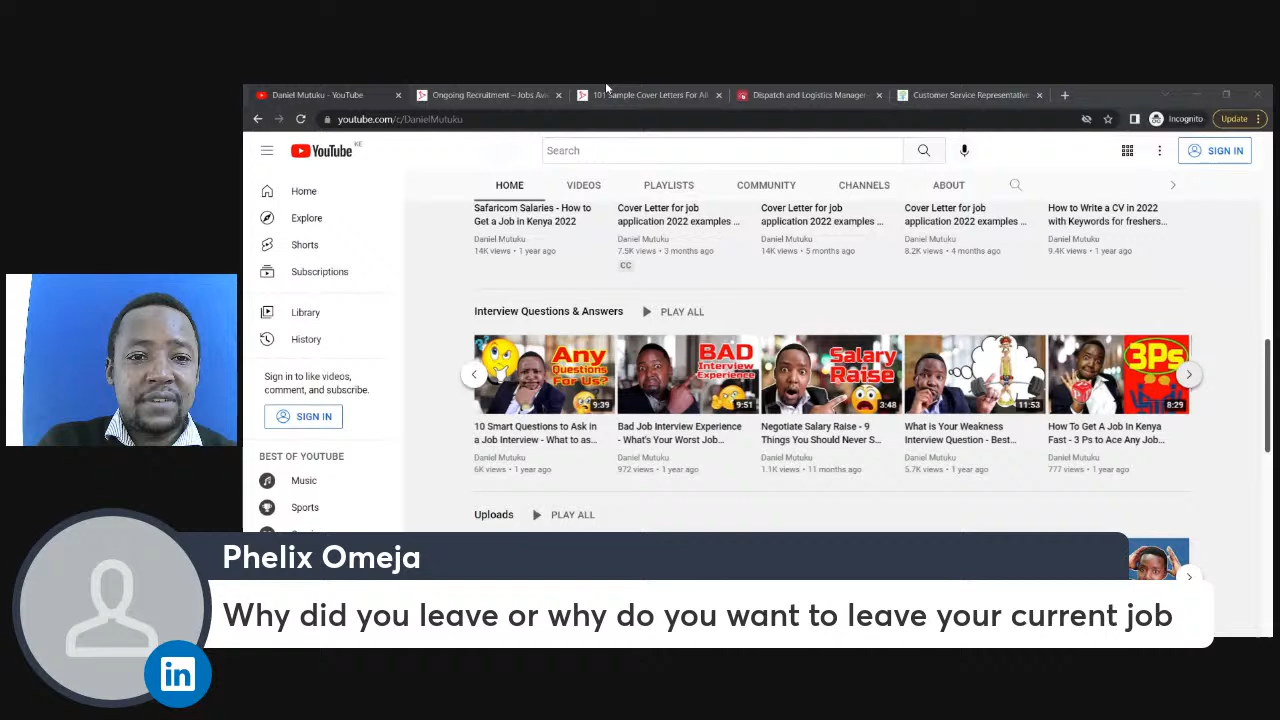 Daniel Mutuku - YouTube
Ongoing Recruitment – Jobs Ave
101 Sample Cover Letters For All
Dispatch and Logistics Manager
Customer Service Representative
youtube.com/c/DanielMutuku
Incognito
Update
YouTube KE
Search
SIGN IN
HOME VIDEOS PLAYLISTS COMMUNITY CHANNELS ABOUT
Home
Explore
Shorts
Subscriptions
Library
History
Sign in to like videos,
comment, and subscribe.
SIGN IN
BEST OF YOUTUBE
Music
Sports
Safaricom Salaries - How to
Get a Job in Kenya 2022
Daniel Mutuku
14K views • 1 year ago
Cover Letter for job
application 2022 examples ...
Daniel Mutuku
7.5K views • 3 months ago
CC
Cover Letter for job
application 2022 examples ...
Daniel Mutuku
14K views • 5 months ago
Cover Letter for job
application 2022 examples ...
Daniel Mutuku
8.2K views • 4 months ago
How to Write a CV in 2022
with Keywords for freshers...
Daniel Mutuku
9.4K views • 1 year ago
Interview Questions & Answers PLAY ALL
Any
Questions
For Us?
9:39
10 Smart Questions to Ask in
a Job Interview - What to as...
Daniel Mutuku
6K views • 1 year ago
BAD
Interview
Experience
9:51
Bad Job Interview Experience
- What's Your Worst Job...
Daniel Mutuku
972 views • 1 year ago
Salary
Raise
3:48
Negotiate Salary Raise - 9
Things You Should Never S...
Daniel Mutuku
1.1K views • 11 months ago
11:53
What is Your Weakness
Interview Question - Best...
Daniel Mutuku
5.7K views • 1 year ago
3Ps
8:29
How To Get A Job In Kenya
Fast - 3 Ps to Ace Any Job...
Daniel Mutuku
777 views • 1 year ago
Uploads PLAY ALL
Phelix Omeja
Why did you leave or why do you want to leave your current job
in